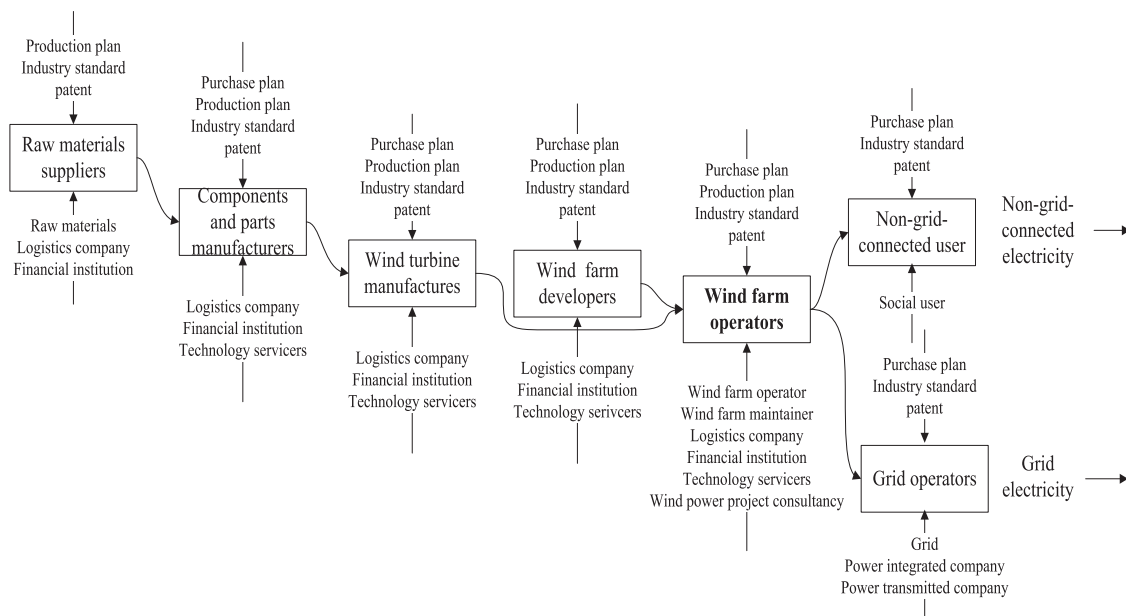 Production plan
Industry standard
patent
Raw materials
suppliers
Raw materials
Logistics company
Financial institution
Purchase plan
Production plan
Industry standard
patent
Components
and parts
manufacturers
Logistics company
Financial institution
Technology servicers
Purchase plan
Production plan
Industry standard
patent
Wind turbine
manufactures
Logistics company
Financial institution
Technology servicers
Purchase plan
Production plan
Industry standard
patent
Wind farm
developers
Logistics company
Financial institution
Technology serivcers
Purchase plan
Production plan
Industry standard
patent
Wind farm
operators
Wind farm operator
Wind farm maintainer
Logistics company
Financial institution
Technology servicers
Wind power project consultancy
Purchase plan
Industry standard
patent
Non-grid-
connected user
Social user
Non-grid-
connected
electricity
Purchase plan
Industry standard
patent
Grid operators
Grid
Power integrated company
Power transmitted company
Grid
electricity